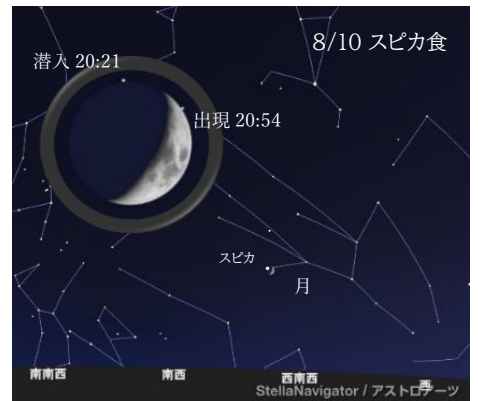 8/10 スピカ食
潜入 20:21
出現 20:54
スピカ
月
南南西
南西
西南西
西
StellaNavigator / アストロアーツ